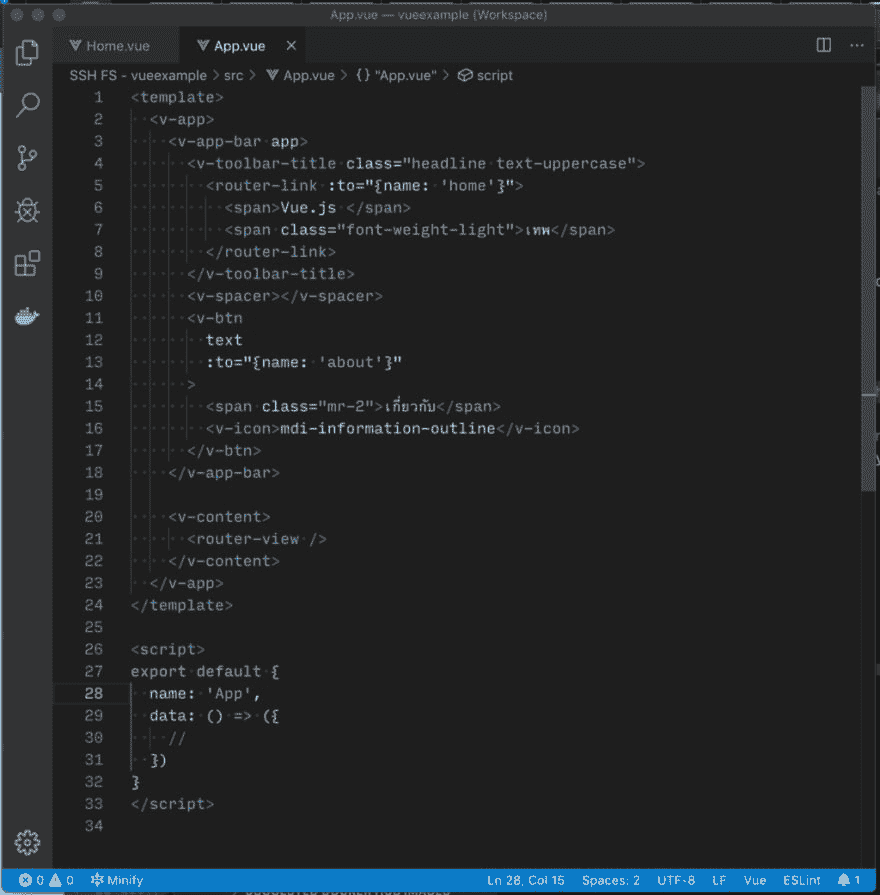 App.vue — vueexample (Workspace)
Home.vue
App.vue
SSH FS - vueexample > src > App.vue > {} "App.vue" > script
1 <template>
2 <v-app>
3 <v-app-bar app>
4 <v-toolbar-title class="headline text-uppercase">
5 <router-link :to="{name: 'home'}">
6 <span>Vue.js </span>
7 <span class="font-weight-light">เทพ</span>
8 </router-link>
9 </v-toolbar-title>
10 <v-spacer></v-spacer>
11 <v-btn
12 text
13 :to="{name: 'about'}"
14 >
15 <span class="mr-2">เกี่ยวกับ</span>
16 <v-icon>mdi-information-outline</v-icon>
17 </v-btn>
18 </v-app-bar>
19
20 <v-content>
21 <router-view />
22 </v-content>
23 </v-app>
24 </template>
25
26 <script>
27 export default {
28 name: 'App',
29 data: () => ({
30 //
31 })
32 }
33 </script>
34
0 0 Minify Ln 28, Col 15 Spaces: 2 UTF-8 LF Vue ESLint 1